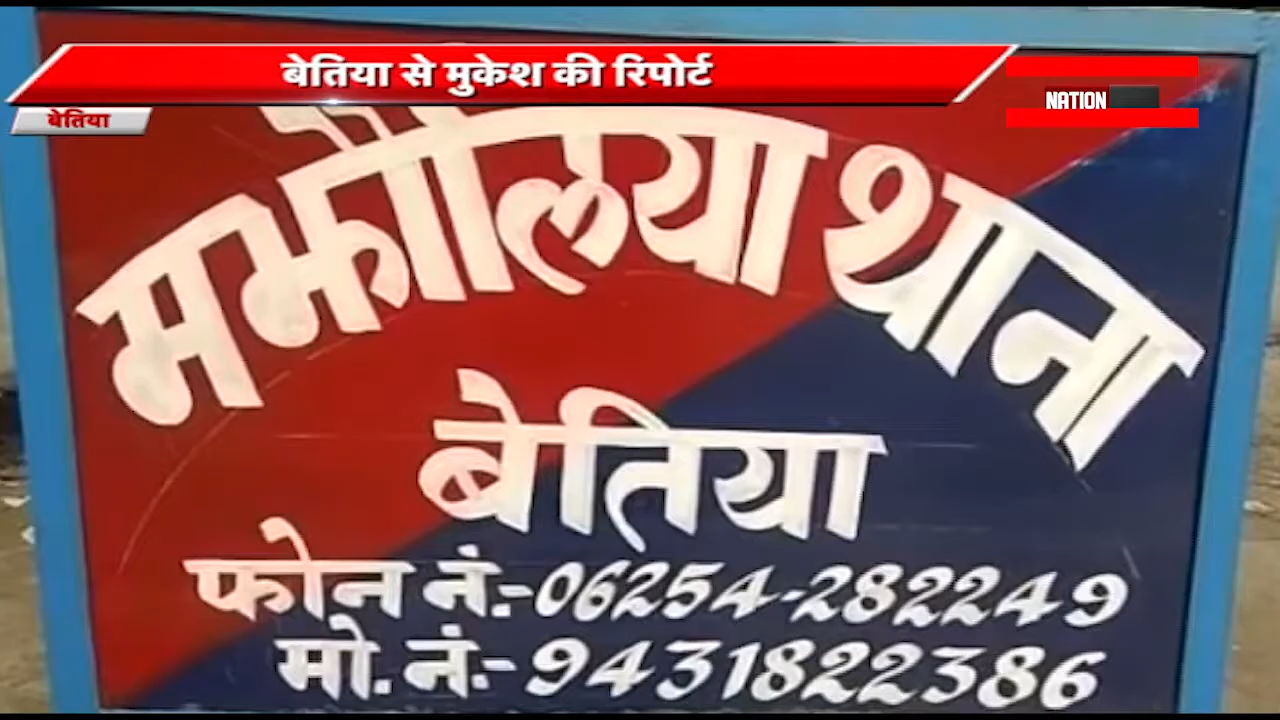 बेतिया से मुकेश की रिपोर्ट
NATION
बेतिया
मझौलिया थाना
बेतिया
फोन नं.-06254-282249
मो. नं.-9431822386